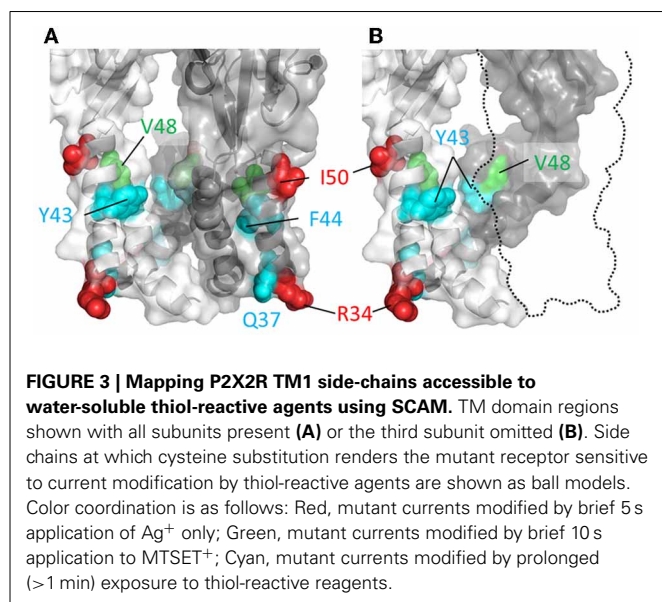 A
B
V48
Y43
I50
F44
Q37
R34
Y43
V48
FIGURE 3 | Mapping P2X2R TM1 side-chains accessible to
water-soluble thiol-reactive agents using SCAM. TM domain regions
shown with all subunits present (A) or the third subunit omitted (B). Side
chains at which cysteine substitution renders the mutant receptor sensitive
to current modification by thiol-reactive agents are shown as ball models.
Color coordination is as follows: Red, mutant currents modified by brief 5 s
application of Ag⁺ only; Green, mutant currents modified by brief 10 s
application to MTSET⁺; Cyan, mutant currents modified by prolonged
(>1 min) exposure to thiol-reactive reagents.